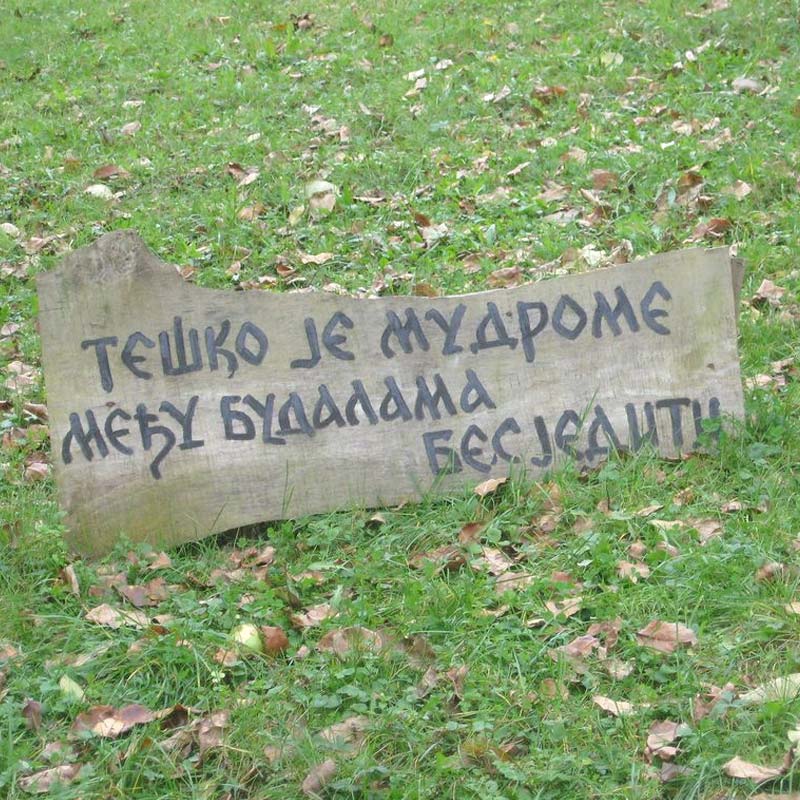 Тешко је мудроме
међу будалама
бесједити